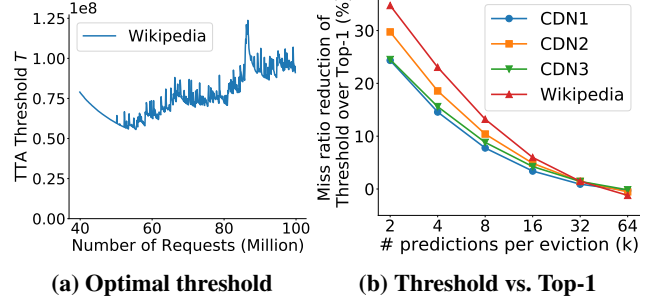 1e8
1.25
1.00
0.75
0.50
0.25
0.00
TTA Threshold T
Wikipedia
40
60
80
100
Number of Requests (Million)
(a) Optimal threshold
Miss ratio reduction of
Threshold over Top-1 (%)
30
20
10
0
CDN1
CDN2
CDN3
Wikipedia
2
4
8
16
32
64
# predictions per eviction (k)
(b) Threshold vs. Top-1